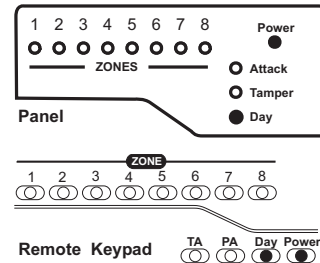 1 2 3 4 5 6 7 8
Power
ZONES
Attack
Tamper
Panel
Day
ZONE
1 2 3 4 5 6 7 8
Remote Keypad
TA PA Day Power